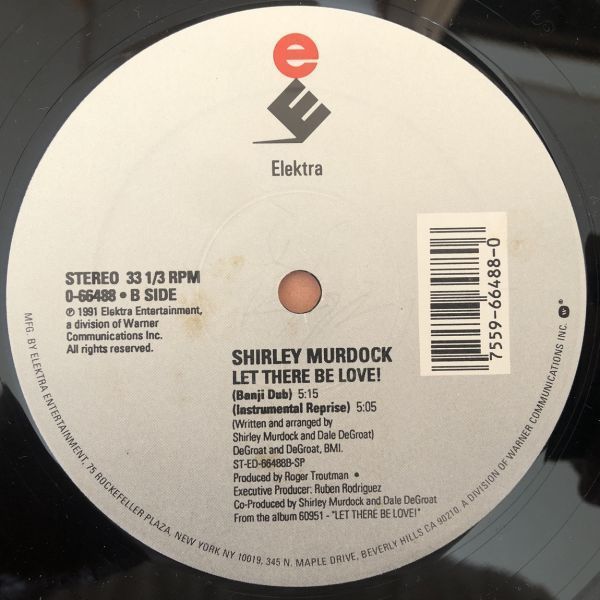 e
E
Elektra
STEREO 33 1/3 RPM
0-66488 • B SIDE
℗ 1991 Elektra Entertainment,
a division of Warner
Communications Inc.
All rights reserved.
7559-66488-0
SHIRLEY MURDOCK
LET THERE BE LOVE!
(Banji Dub) 5:15
(Instrumental Reprise) 5:05
(Written and arranged by
Shirley Murdock and Dale DeGroat)
DeGroat and DeGroat, BMI.
ST-ED-66488B-SP
Produced by Roger Troutman •
Executive Producer: Ruben Rodriguez
Co-Produced by Shirley Murdock and Dale DeGroat
From the album 60951 - "LET THERE BE LOVE!"
MFG. BY ELEKTRA ENTERTAINMENT, 75 ROCKEFELLER PLAZA, NEW YORK NY 10019, 345 N. MAPLE DRIVE, BEVERLY HILLS CA 90210, A DIVISION OF WARNER COMMUNICATIONS INC. W ®